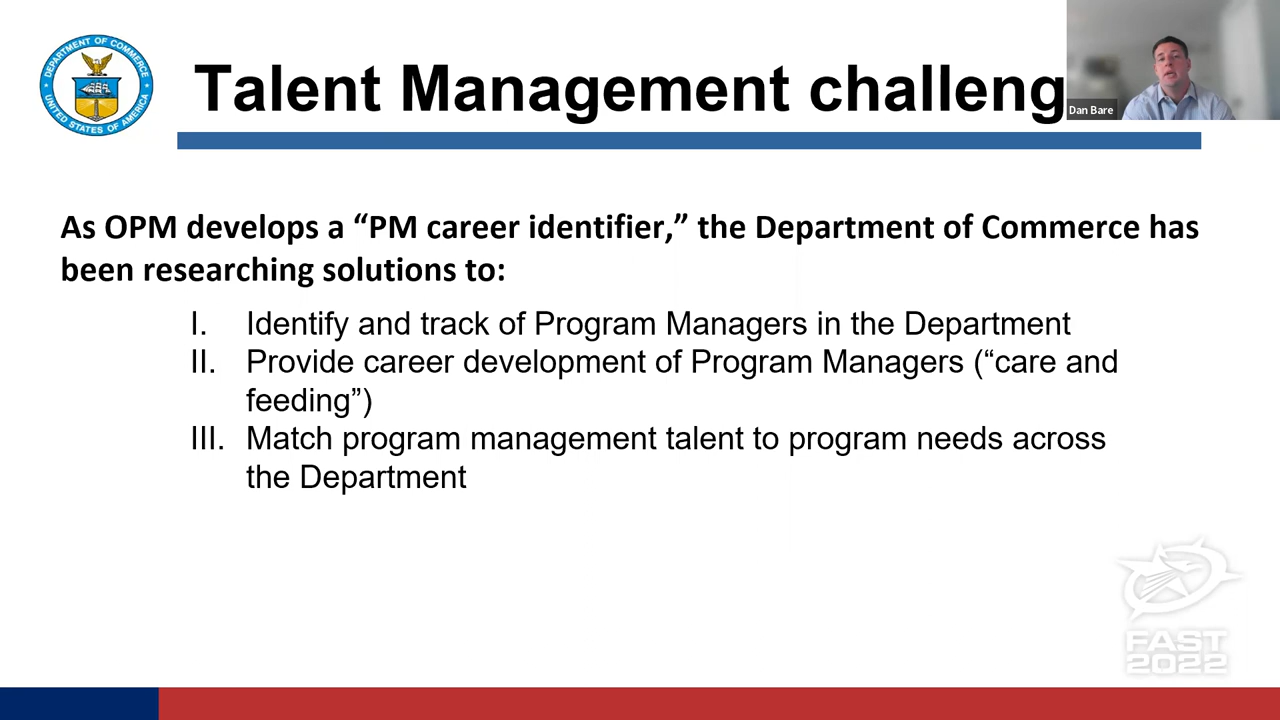 DEPARTMENT OF COMMERCE
UNITED STATES OF AMERICA
Talent Management challeng
Dan Bare
As OPM develops a “PM career identifier,” the Department of Commerce has
been researching solutions to:
I. Identify and track of Program Managers in the Department
II. Provide career development of Program Managers (“care and
feeding”)
III. Match program management talent to program needs across
the Department
FAST
2022